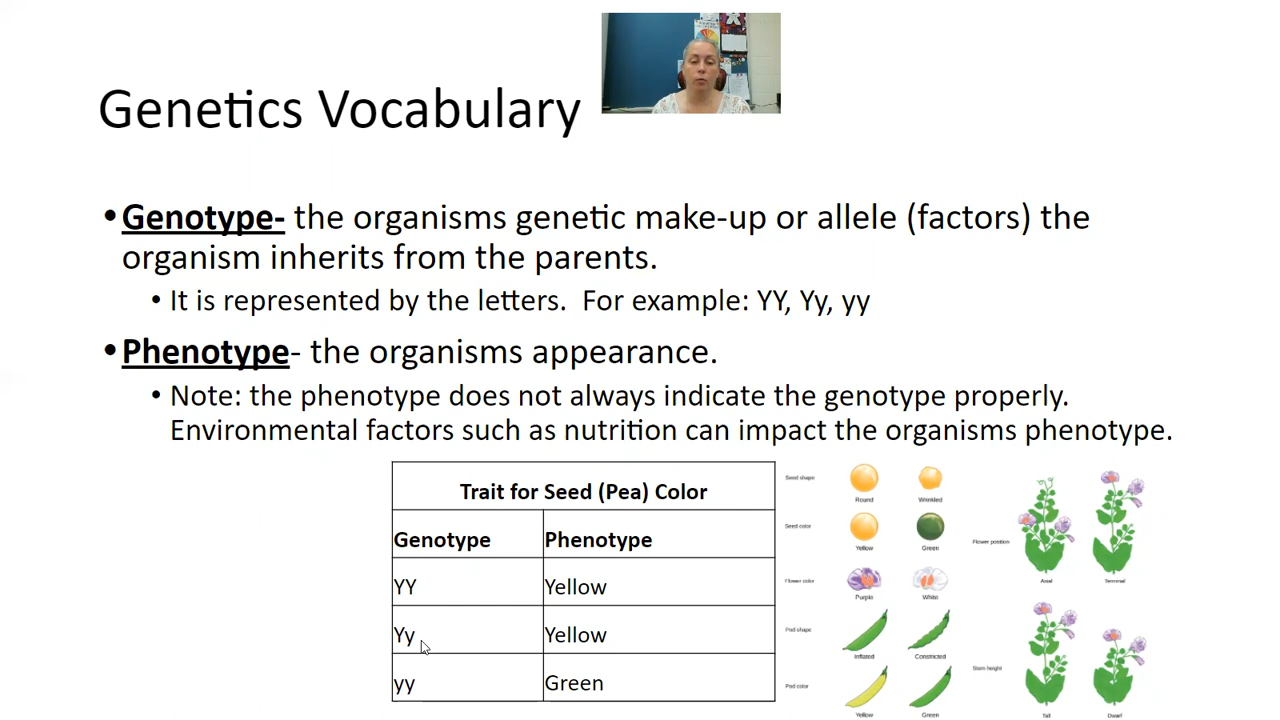 Genetics Vocabulary
•Genotype- the organisms genetic make-up or allele (factors) the
organism inherits from the parents.
• It is represented by the letters.  For example: YY, Yy, yy
•Phenotype- the organisms appearance.
• Note: the phenotype does not always indicate the genotype properly.
Environmental factors such as nutrition can impact the organisms phenotype.
Trait for Seed (Pea) Color
Genotype Phenotype
YY Yellow
Yy Yellow
yy Green
Seed shape
Round Wrinkled
Seed color
Yellow Green
Flower color
Purple White
Pod shape
Inflated Constricted
Pod color
Yellow Green
Flower position
Axial Terminal
Stem height
Tall Dwarf